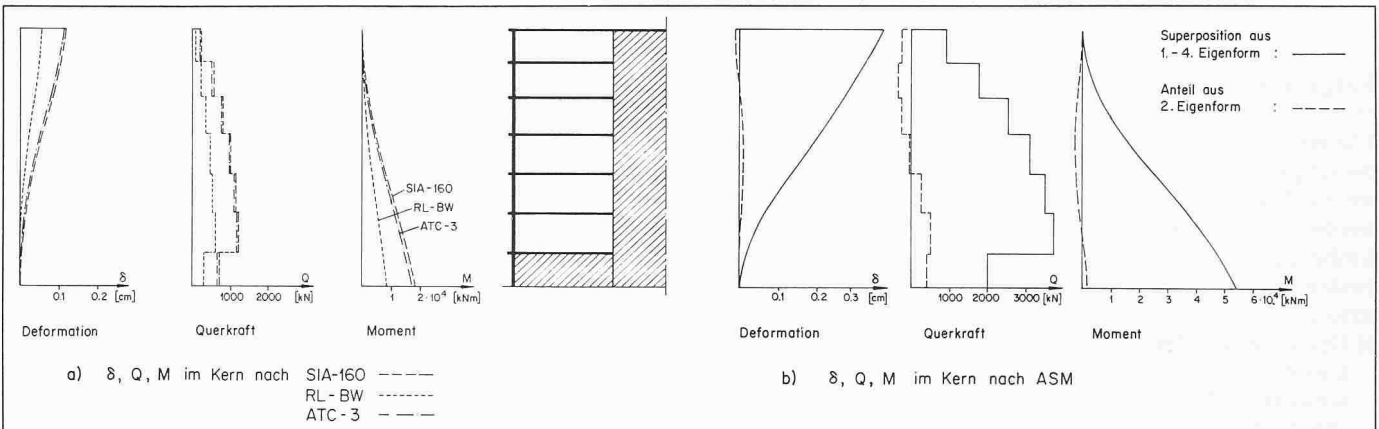 SIA-160
RL-BW
ATC-3
δ
0.1 0.2 [cm]
Q
1000 2000 [kN]
M
1 2·10⁴ [kNm]
Deformation
Querkraft
Moment
a) δ, Q, M im Kern nach SIA-160
RL-BW
ATC-3
Superposition aus
1.-4. Eigenform :
Anteil aus
2. Eigenform :
δ
0.1 0.2 0.3 [cm]
Q
1000 2000 3000 [kN]
M
1 2 3 4 5 6·10⁴ [kNm]
Deformation
Querkraft
Moment
b) δ, Q, M im Kern nach ASM